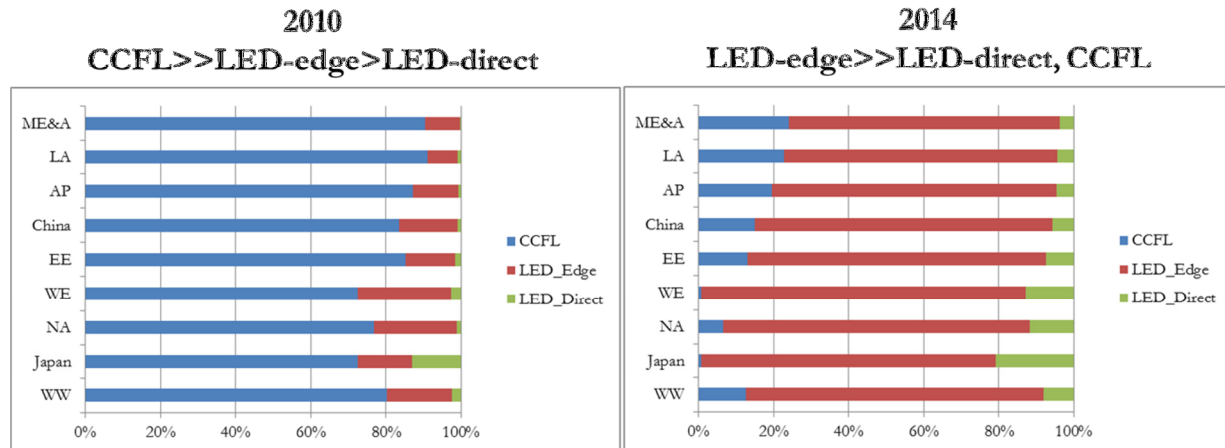 2010
CCFL>>LED-edge>LED-direct
ME&A
LA
AP
China
EE
WE
NA
Japan
WW
0% 20% 40% 60% 80% 100%
CCFL
LED_Edge
LED_Direct
2014
LED-edge>>LED-direct, CCFL
ME&A
LA
AP
China
EE
WE
NA
Japan
WW
0% 20% 40% 60% 80% 100%
CCFL
LED_Edge
LED_Direct